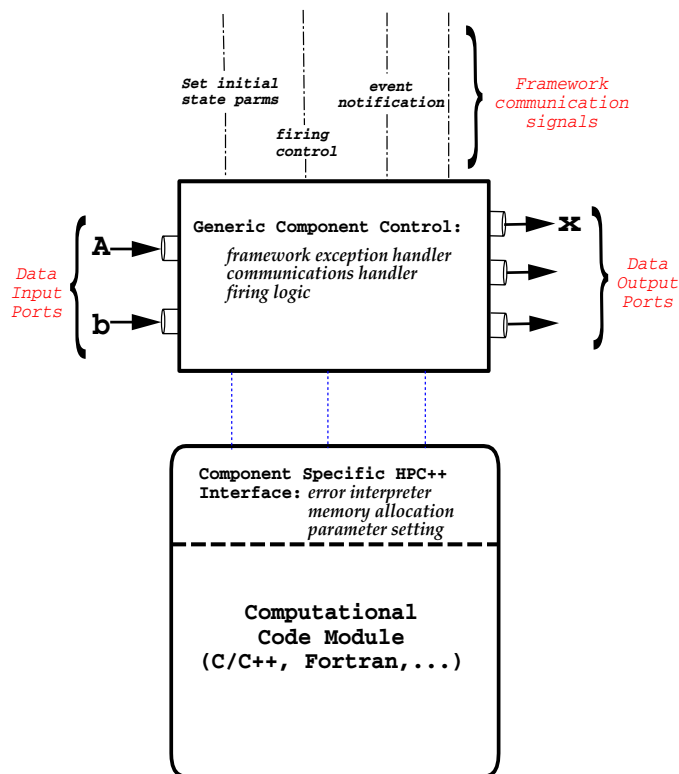 Set initial
state parms
event
notification
firing
control
Framework
communication
signals
Generic Component Control:
framework exception handler
communications handler
firing logic
A
b
x
Data
Input
Ports
Data
Output
Ports
Component Specific HPC++
Interface: error interpreter
memory allocation
parameter setting
Computational
Code Module
(C/C++, Fortran,...)